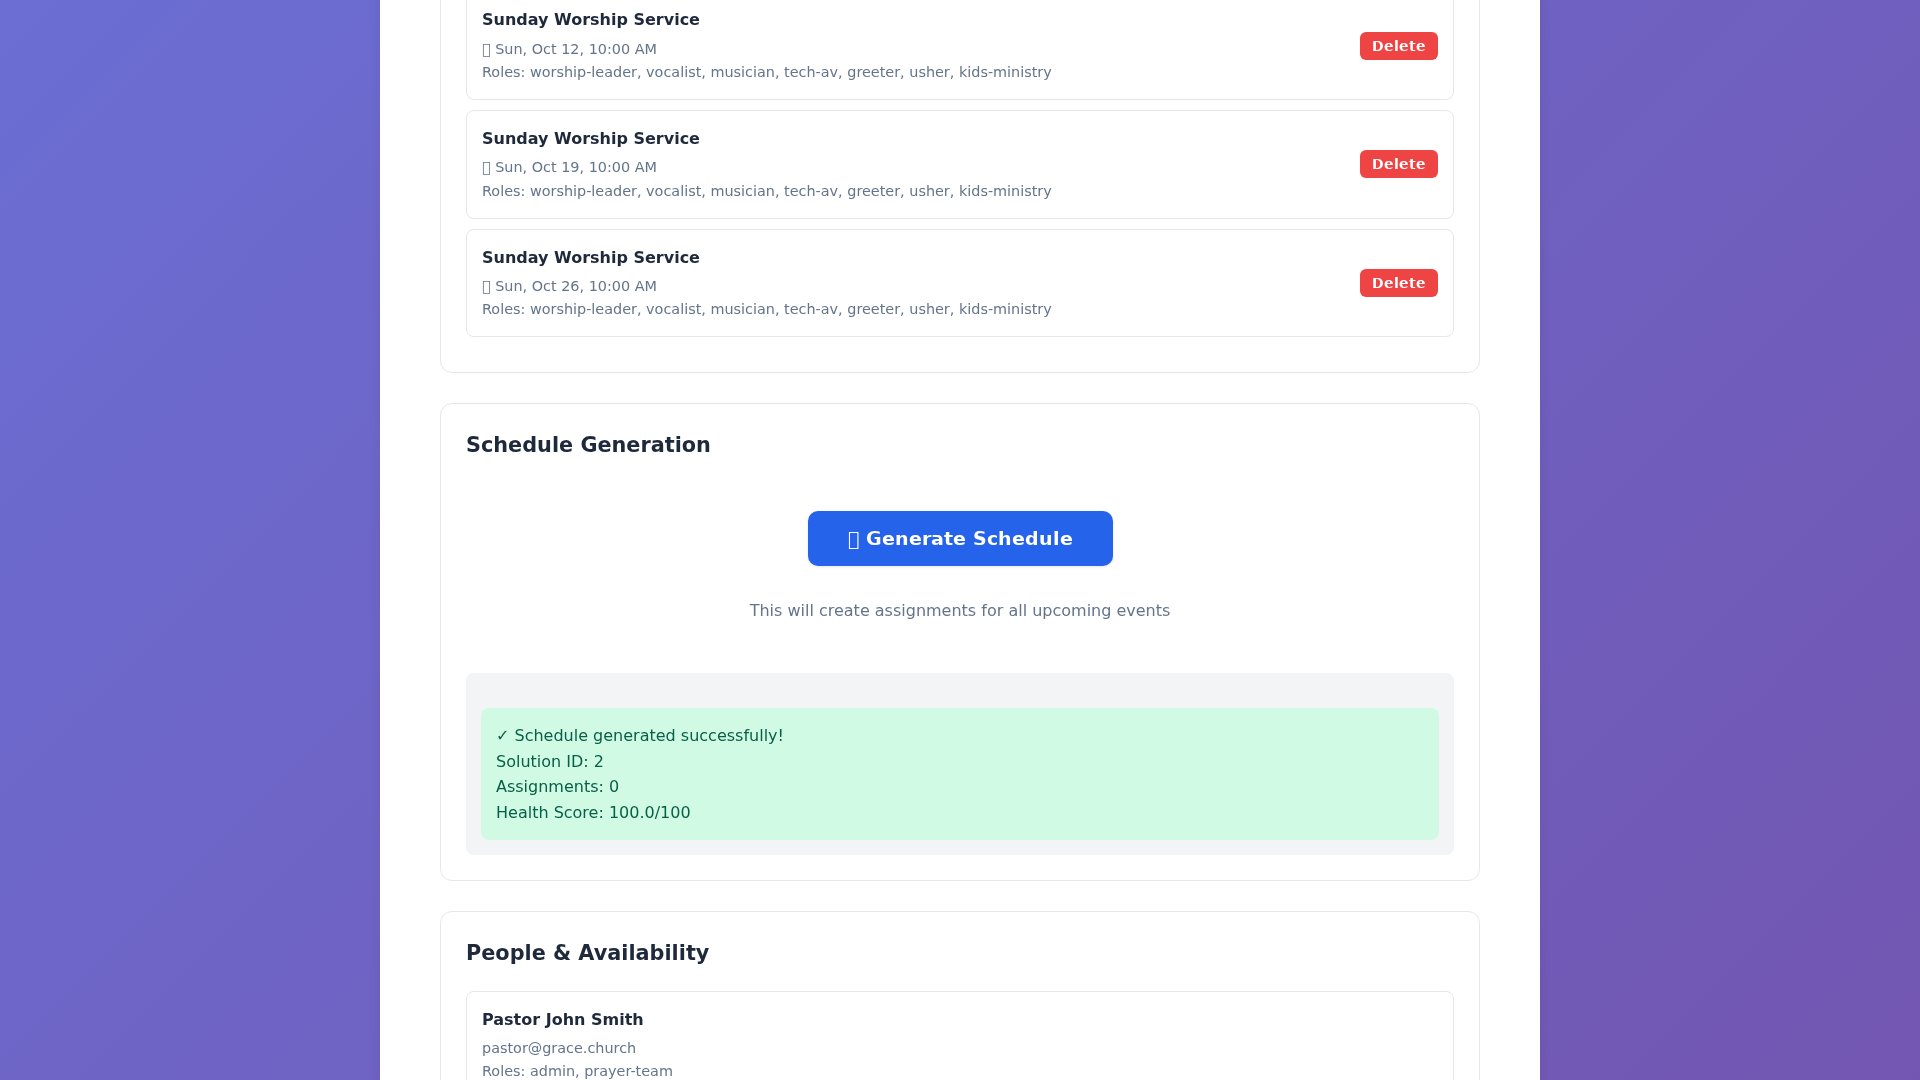 Sunday Worship Service
Sun, Oct 12, 10:00 AM
Roles: worship-leader, vocalist, musician, tech-av, greeter, usher, kids-ministry
Delete
Sunday Worship Service
Sun, Oct 19, 10:00 AM
Roles: worship-leader, vocalist, musician, tech-av, greeter, usher, kids-ministry
Delete
Sunday Worship Service
Sun, Oct 26, 10:00 AM
Roles: worship-leader, vocalist, musician, tech-av, greeter, usher, kids-ministry
Delete
Schedule Generation
Generate Schedule
This will create assignments for all upcoming events
✓ Schedule generated successfully!
Solution ID: 2
Assignments: 0
Health Score: 100.0/100
People & Availability
Pastor John Smith
pastor@grace.church
Roles: admin, prayer-team